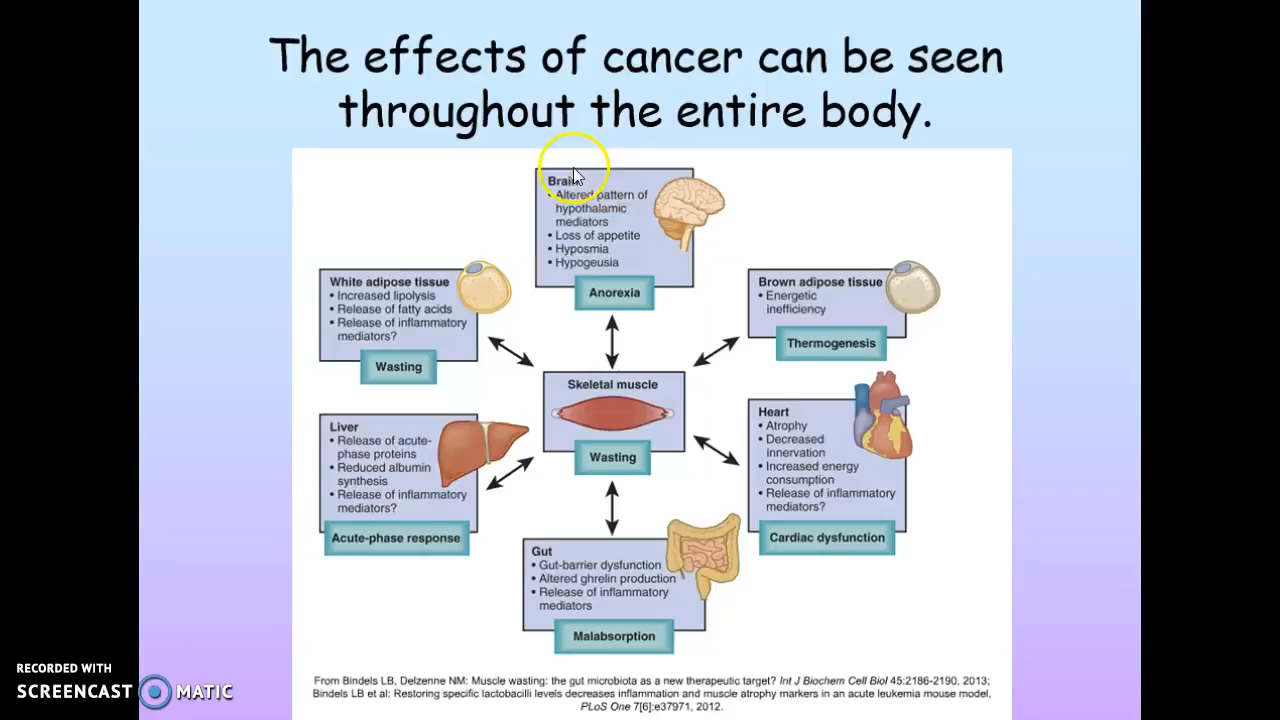 The effects of cancer can be seen
throughout the entire body.
Brain
• Altered pattern of
hypothalamic
mediators
• Loss of appetite
• Hyposmia
• Hypogeusia
Anorexia
White adipose tissue
• Increased lipolysis
• Release of fatty acids
• Release of inflammatory
mediators?
Wasting
Brown adipose tissue
• Energetic
inefficiency
Thermogenesis
Skeletal muscle
Wasting
Liver
• Release of acute-
phase proteins
• Reduced albumin
synthesis
• Release of inflammatory
mediators?
Acute-phase response
Heart
• Atrophy
• Decreased
innervation
• Increased energy
consumption
• Release of inflammatory
mediators?
Cardiac dysfunction
Gut
• Gut-barrier dysfunction
• Altered ghrelin production
• Release of inflammatory
mediators
Malabsorption
From Bindels LB, Delzenne NM: Muscle wasting: the gut microbiota as a new therapeutic target? Int J Biochem Cell Biol 45:2186-2190, 2013;
Bindels LB et al: Restoring specific lactobacilli levels decreases inflammation and muscle atrophy markers in an acute leukemia mouse model,
PLoS One 7[6]:e37971, 2012.
RECORDED WITH
SCREENCAST MATIC